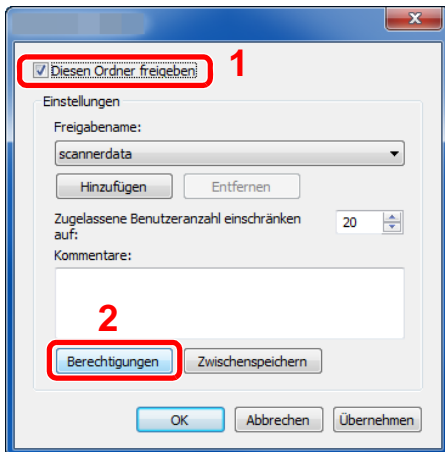 1
Diesen Ordner freigeben
Einstellungen
Freigabename:
scannerdata
Hinzufügen Entfernen
Zugelassene Benutzeranzahl einschränken
auf:
20
Kommentare:
2
Berechtigungen Zwischenspeichern
OK Abbrechen Übernehmen